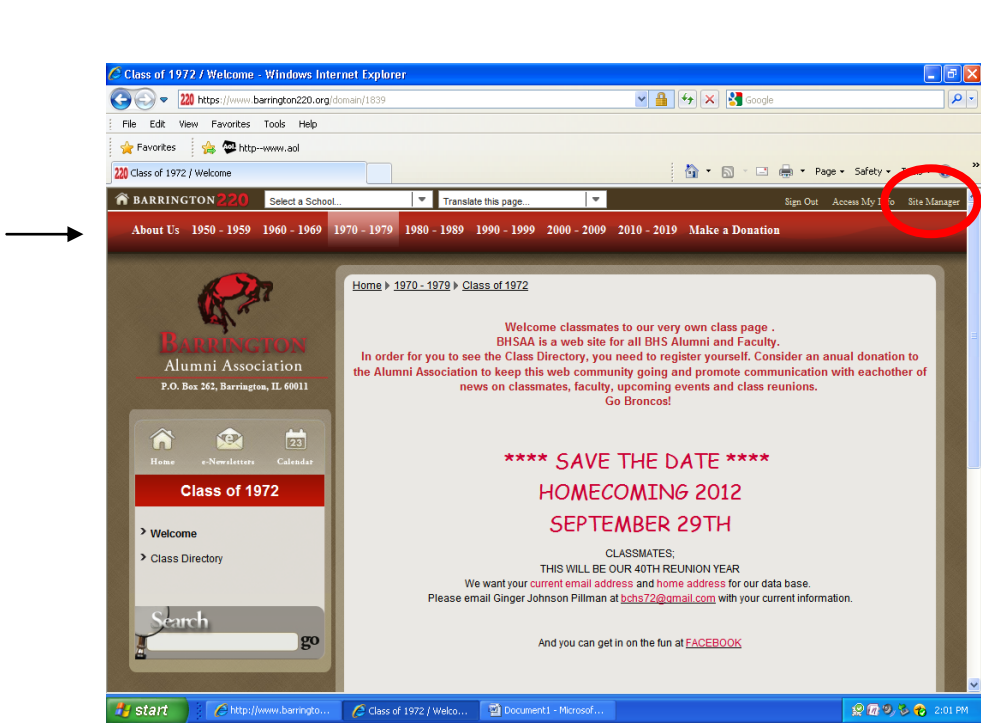 Class of 1972 / Welcome - Windows Internet Explorer
220 https://www.barrington220.org/domain/1839
Google
File Edit View Favorites Tools Help
Favorites AOL http--www.aol
220 Class of 1972 / Welcome
Page Safety »
BARRINGTON 220 Select a School... Translate this page... Sign Out Access My Info Site Manager
About Us 1950 - 1959 1960 - 1969 1970 - 1979 1980 - 1989 1990 - 1999 2000 - 2009 2010 - 2019 Make a Donation
BARRINGTON
Alumni Association
P.O. Box 262, Barrington, IL 60011
23
Home e-Newsletters Calendar
Class of 1972
Welcome
Class Directory
Search
go
Home 1970 - 1979 Class of 1972
Welcome classmates to our very own class page .
BHSAA is a web site for all BHS Alumni and Faculty.
In order for you to see the Class Directory, you need to register yourself. Consider an anual donation to
the Alumni Association to keep this web community going and promote communication with eachother of
news on classmates, faculty, upcoming events and class reunions.
Go Broncos!
**** SAVE THE DATE ****
HOMECOMING 2012
SEPTEMBER 29TH
CLASSMATES;
THIS WILL BE OUR 40TH REUNION YEAR
We want your current email address and home address for our data base.
Please email Ginger Johnson Pillman at bchs72@gmail.com with your current information.
And you can get in on the fun at FACEBOOK
start http://www.barringto... Class of 1972 / Welco... Document1 - Microsof... 2:01 PM